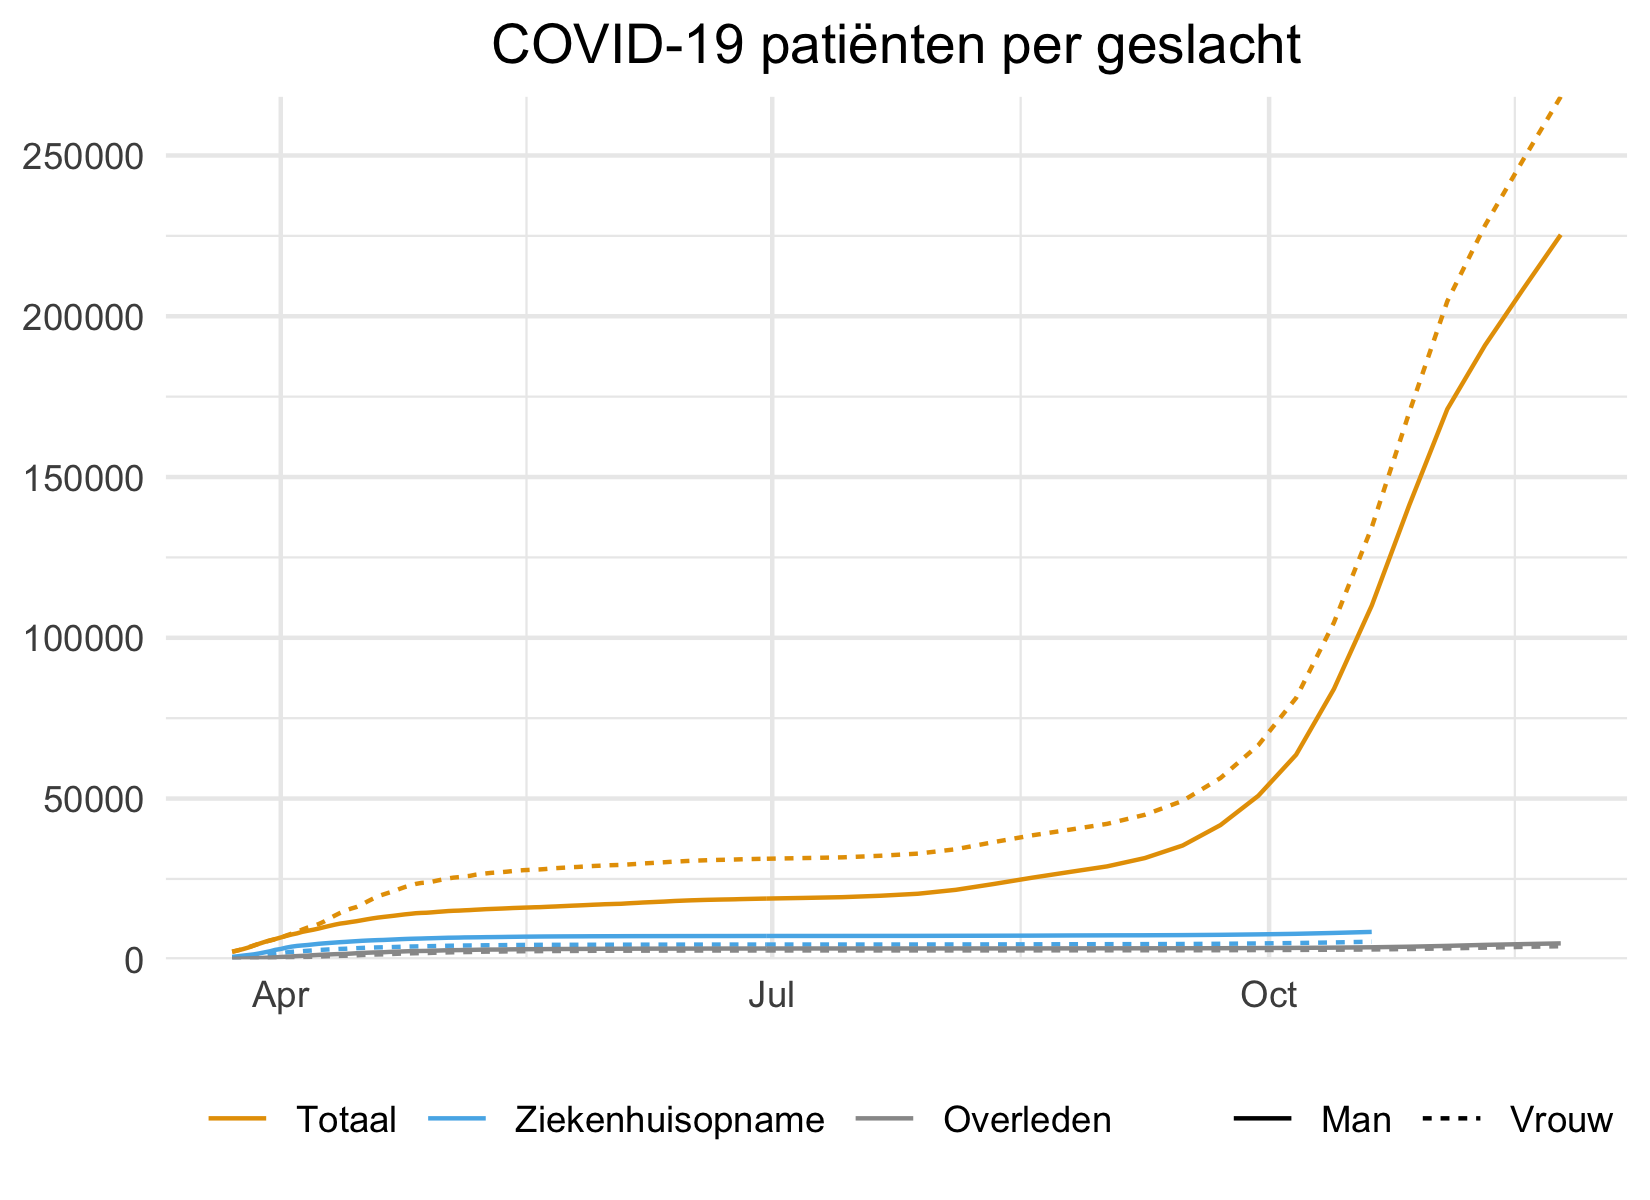 COVID-19 patiënten per geslacht
250000
200000
150000
100000
50000
0
Apr Jul Oct
Totaal Ziekenhuisopname Overleden Man Vrouw